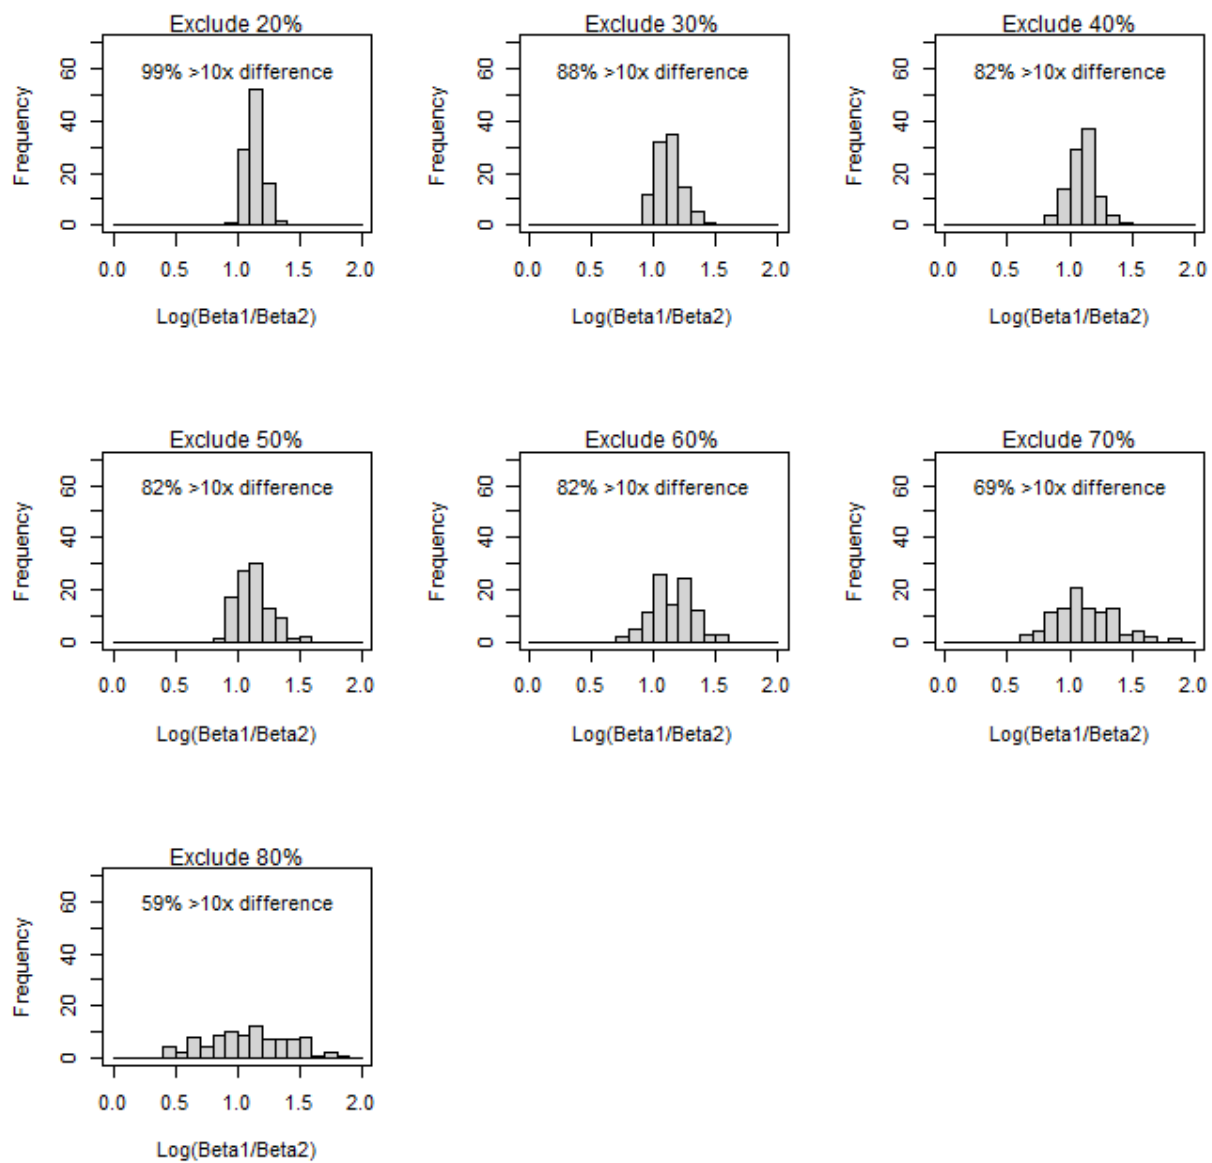 Exclude 20%
99% >10x difference
Frequency
0 20 40 60
0.0 0.5 1.0 1.5 2.0
Log(Beta1/Beta2)
Exclude 30%
88% >10x difference
Frequency
0 20 40 60
0.0 0.5 1.0 1.5 2.0
Log(Beta1/Beta2)
Exclude 40%
82% >10x difference
Frequency
0 20 40 60
0.0 0.5 1.0 1.5 2.0
Log(Beta1/Beta2)
Exclude 50%
82% >10x difference
Frequency
0 20 40 60
0.0 0.5 1.0 1.5 2.0
Log(Beta1/Beta2)
Exclude 60%
82% >10x difference
Frequency
0 20 40 60
0.0 0.5 1.0 1.5 2.0
Log(Beta1/Beta2)
Exclude 70%
69% >10x difference
Frequency
0 20 40 60
0.0 0.5 1.0 1.5 2.0
Log(Beta1/Beta2)
Exclude 80%
59% >10x difference
Frequency
0 20 40 60
0.0 0.5 1.0 1.5 2.0
Log(Beta1/Beta2)